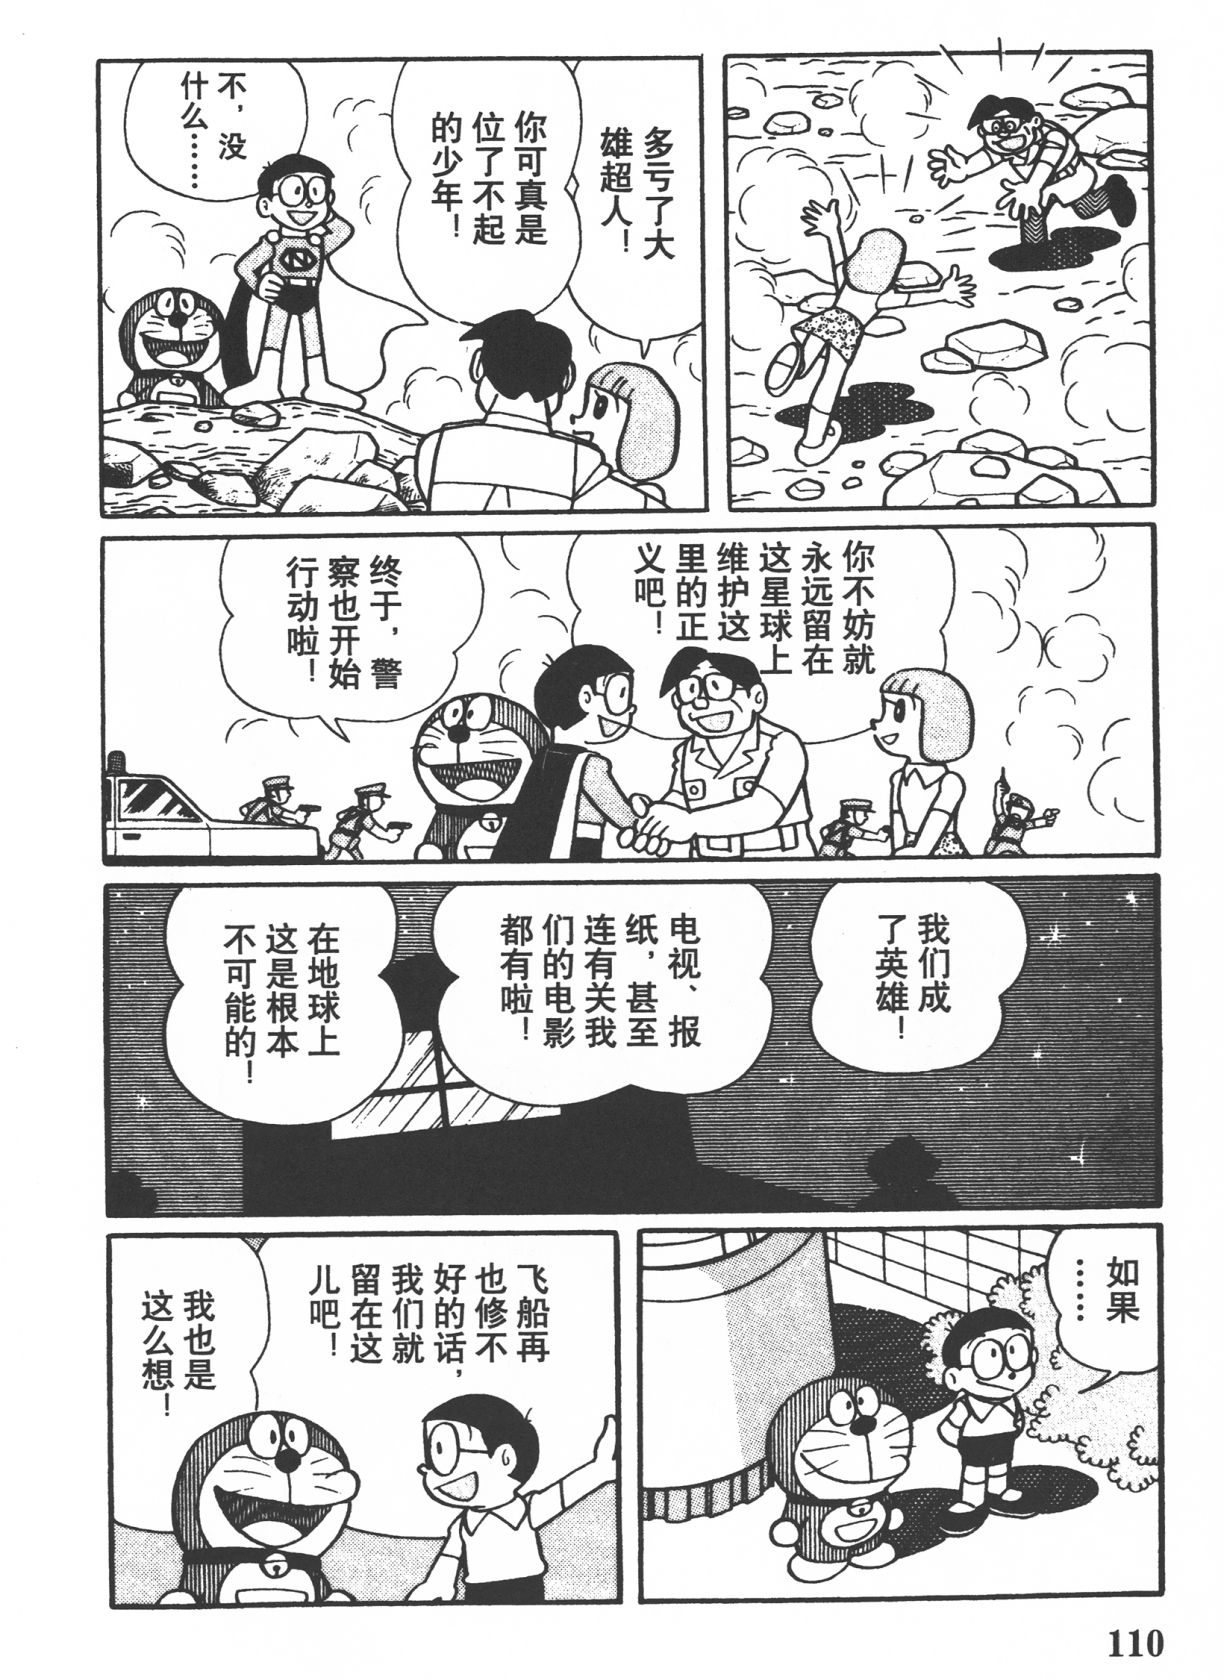 多亏了大
雄超人！
你可真是
位了不起
的少年！
不，没
什么……
你不妨就
永远留在
这星球上
维护这
里的正
义吧！
终于，警
察也开始
行动啦！
我们成
了英雄！
电视、报
纸，甚至
连有关我
们的电影
都有啦！
在地球上
这是根本
不可能的！
如果
……
飞船再
也修不
好的话，
我们就
留在这
儿吧！
我也是
这么想！
N
110